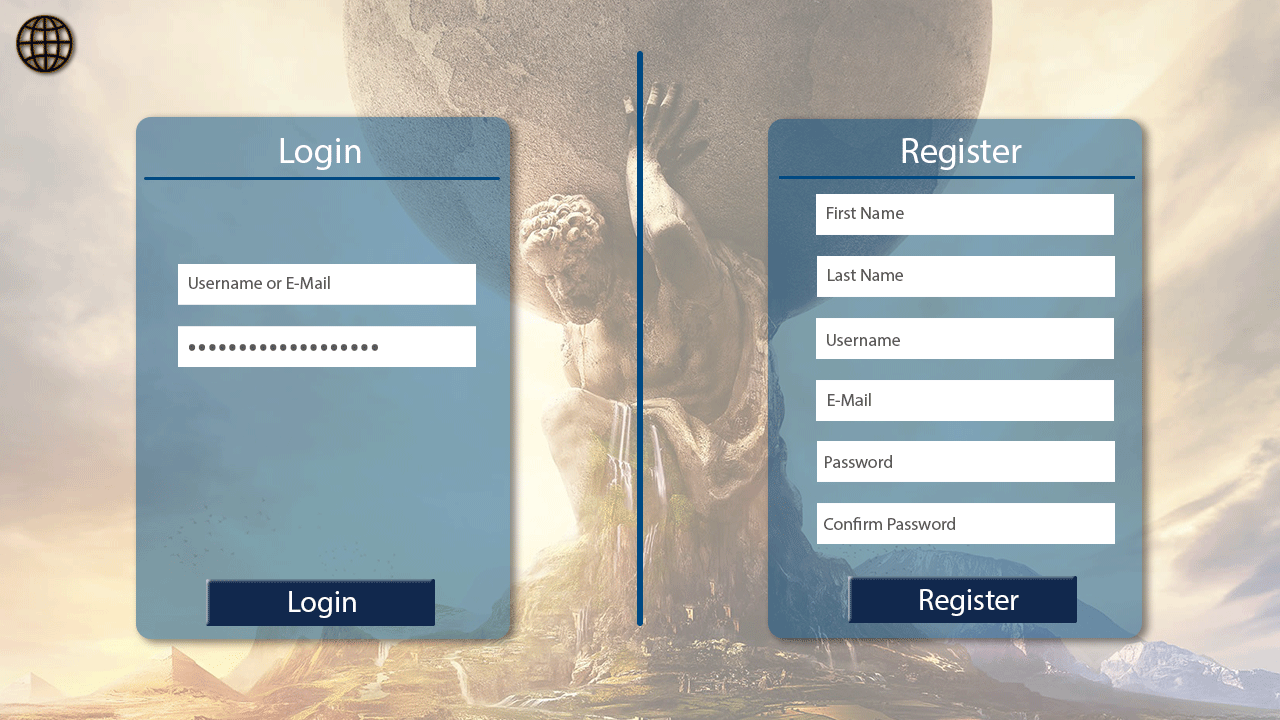 Login
Username or E-Mail
••••••••••••••••••
Login
Register
First Name
Last Name
Username
E-Mail
Password
Confirm Password
Register